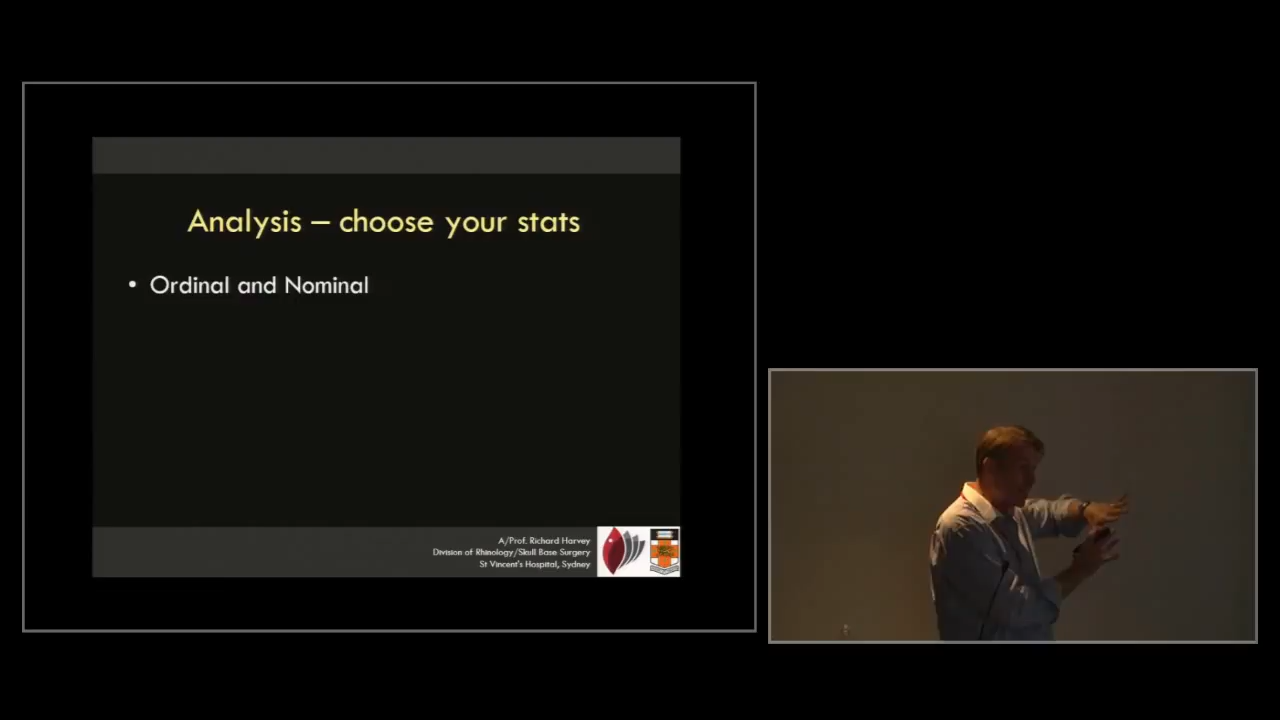 Analysis – choose your stats
• Ordinal and Nominal
A/Prof. Richard Harvey
Division of Rhinology/Skull Base Surgery
St Vincent's Hospital, Sydney